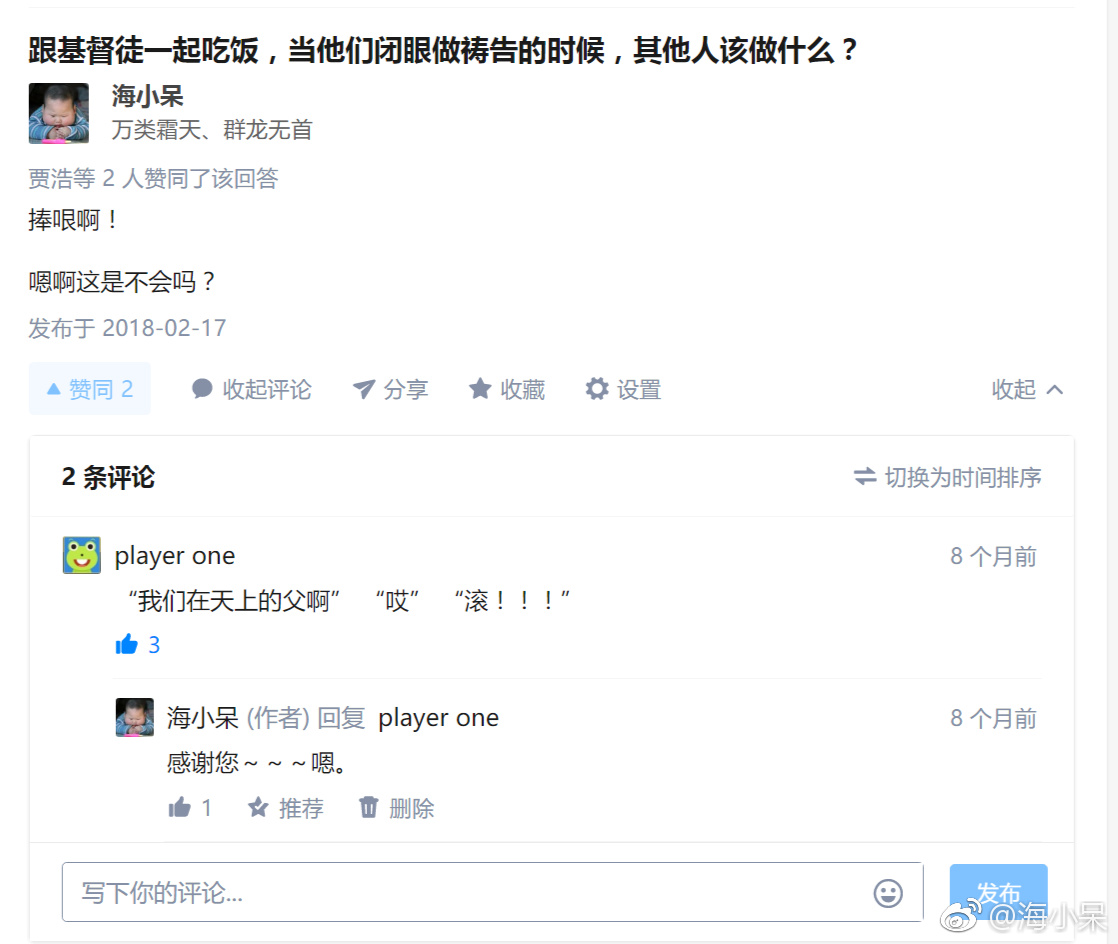 跟基督徒一起吃饭，当他们闭眼做祷告的时候，其他人该做什么？
海小呆
万类霜天、群龙无首
贾浩等 2 人赞同了该回答
捧哏啊！
嗯啊这是不会吗？
发布于 2018-02-17
赞同 2 收起评论 分享 收藏 设置 收起
2 条评论 切换为时间排序
player one 8 个月前
“我们在天上的父啊” “哎” “滚！！！”
3
海小呆 (作者) 回复 player one 8 个月前
感谢您～～～嗯。
1 推荐 删除
写下你的评论... 发布
@海小呆